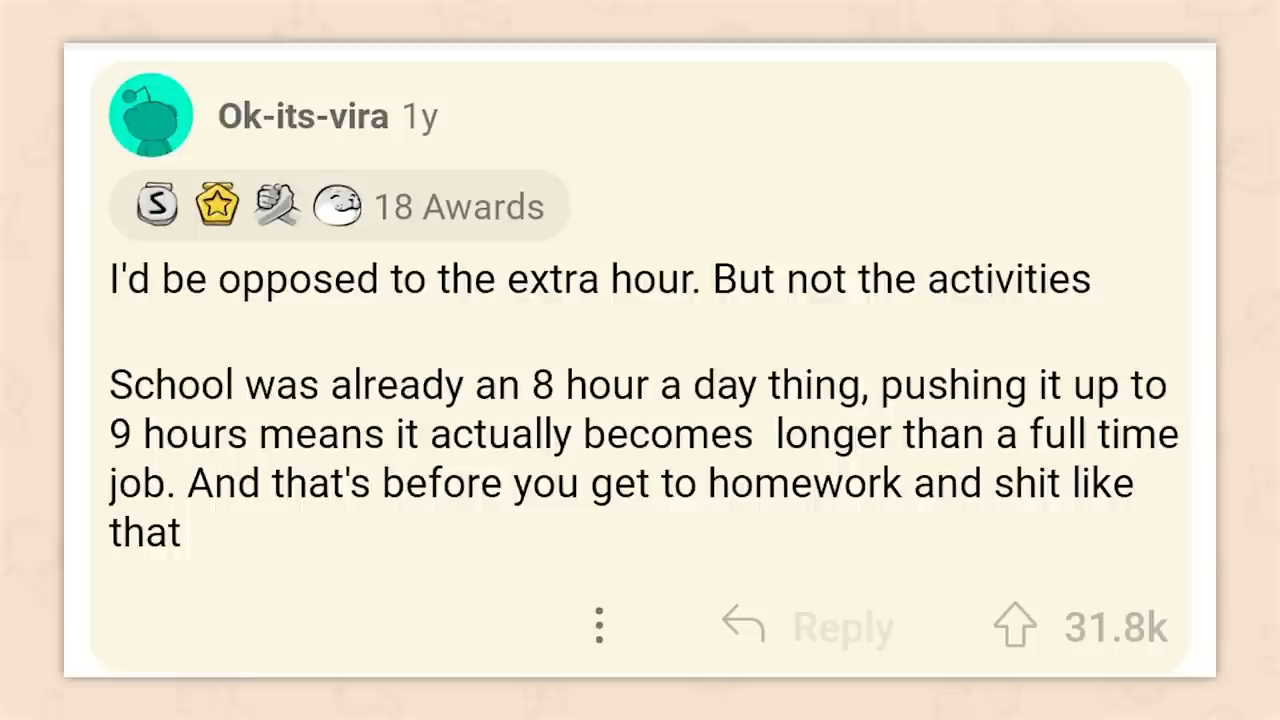 Ok-its-vira 1y
S 18 Awards
I'd be opposed to the extra hour. But not the activities
School was already an 8 hour a day thing, pushing it up to
9 hours means it actually becomes  longer than a full time
job. And that's before you get to homework and shit like
that
Reply 31.8k